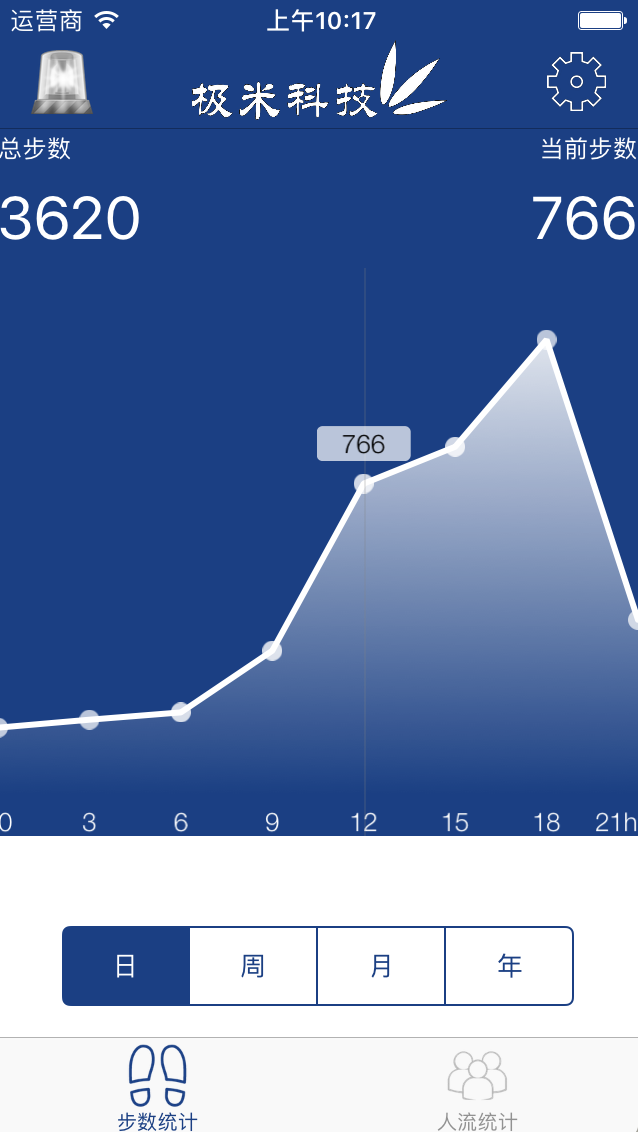 运营商 上午10:17
极米科技
总步数 当前步数
3620 766
766
0 3 6 9 12 15 18 21h
日 周 月 年
步数统计 人流统计